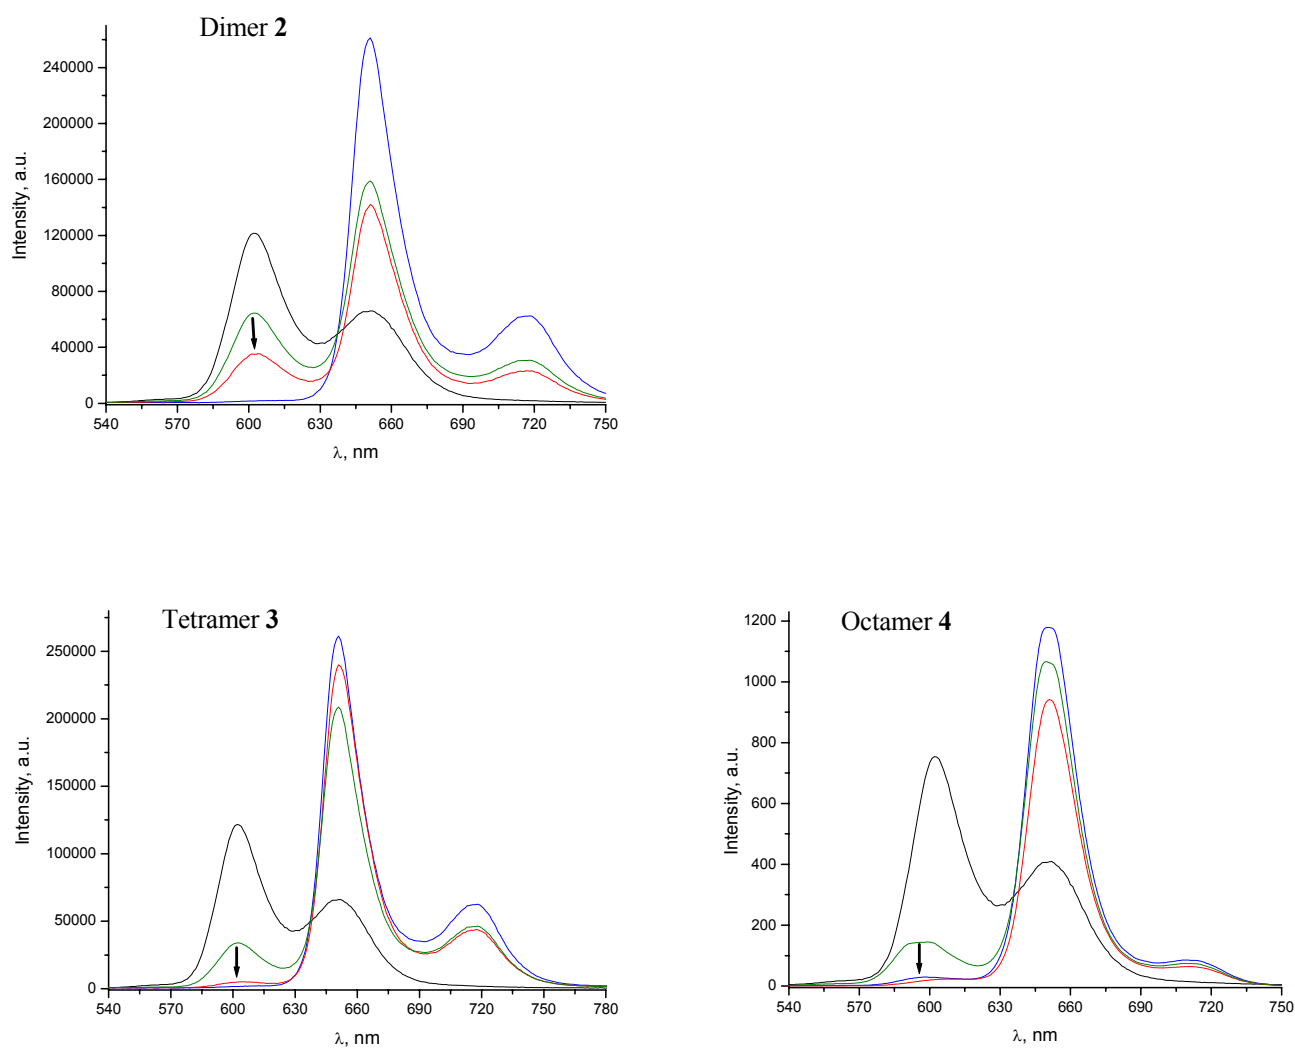 Dimer 2
240000
200000
160000
120000
80000
40000
0
540 570 600 630 660 690 720 750
Intensity, a.u.
λ, nm
Tetramer 3
250000
200000
150000
100000
50000
0
540 570 600 630 660 690 720 750 780
Intensity, a.u.
λ, nm
Octamer 4
1200
1000
800
600
400
200
0
540 570 600 630 660 690 720 750
Intensity, a.u.
λ, nm